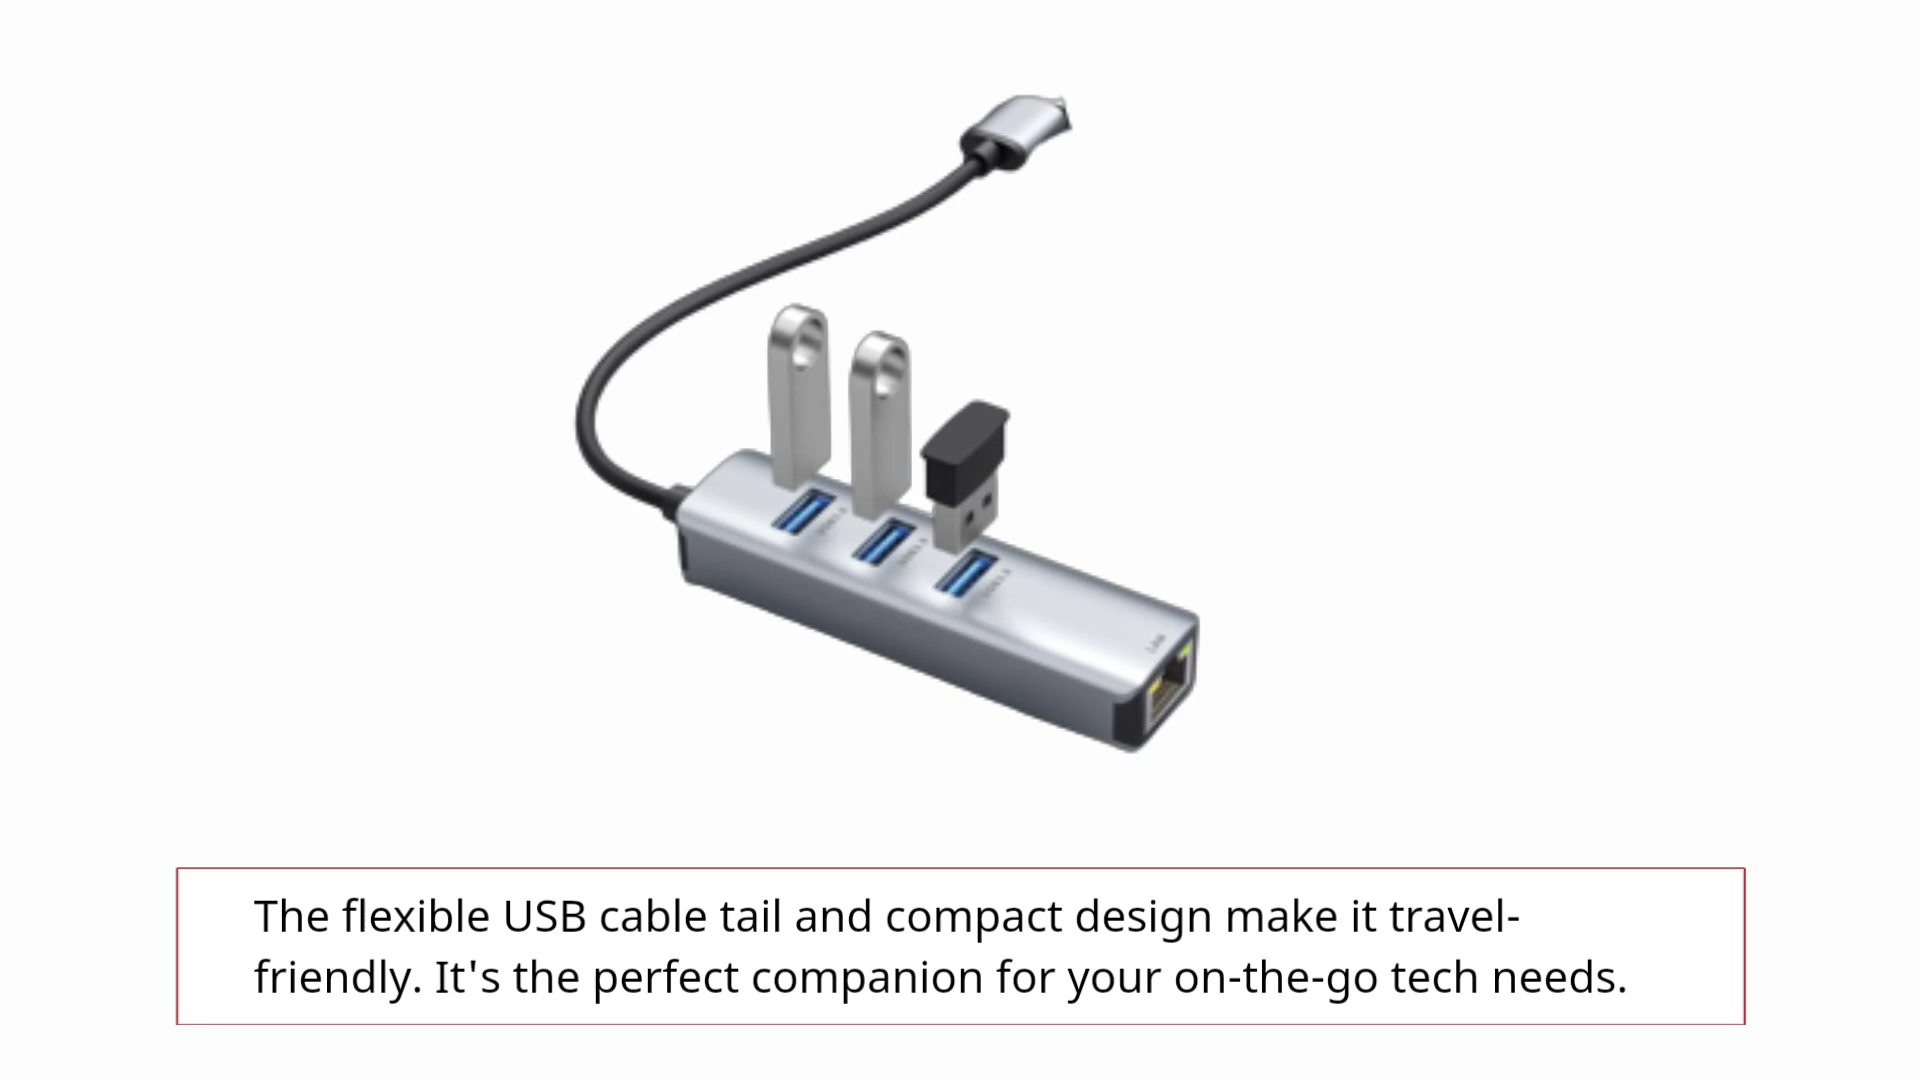 The flexible USB cable tail and compact design make it travel-
friendly. It's the perfect companion for your on-the-go tech needs.